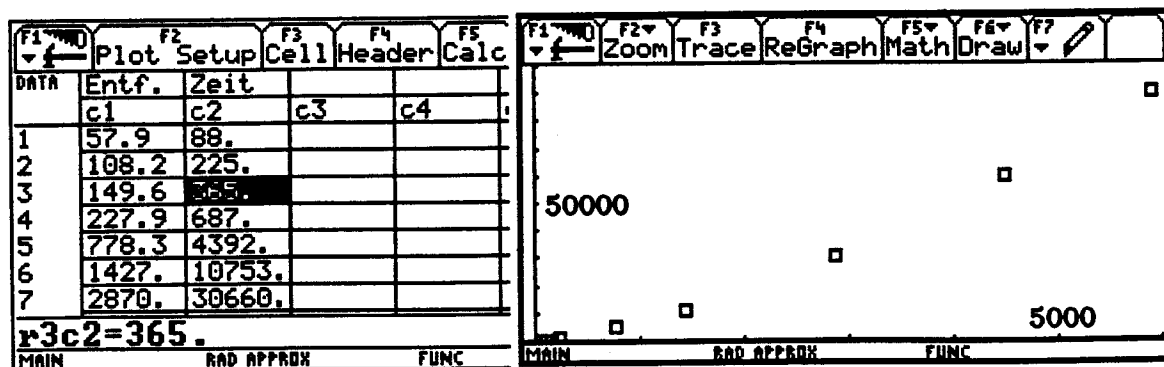 F1 F2 F3 F4 F5
Plot Setup Cell Header Calc
DATA Entf. Zeit
c1 c2 c3 c4
1 57.9 88.
2 108.2 225.
3 149.6 365.
4 227.9 687.
5 778.3 4392.
6 1427. 10753.
7 2870. 30660.
r3c2=365.
MAIN RAD APPROX FUNC
F1 F2 F3 F4 F5 F6 F7
Zoom Trace ReGraph Math Draw
50000
5000
MAIN RAD APPROX FUNC